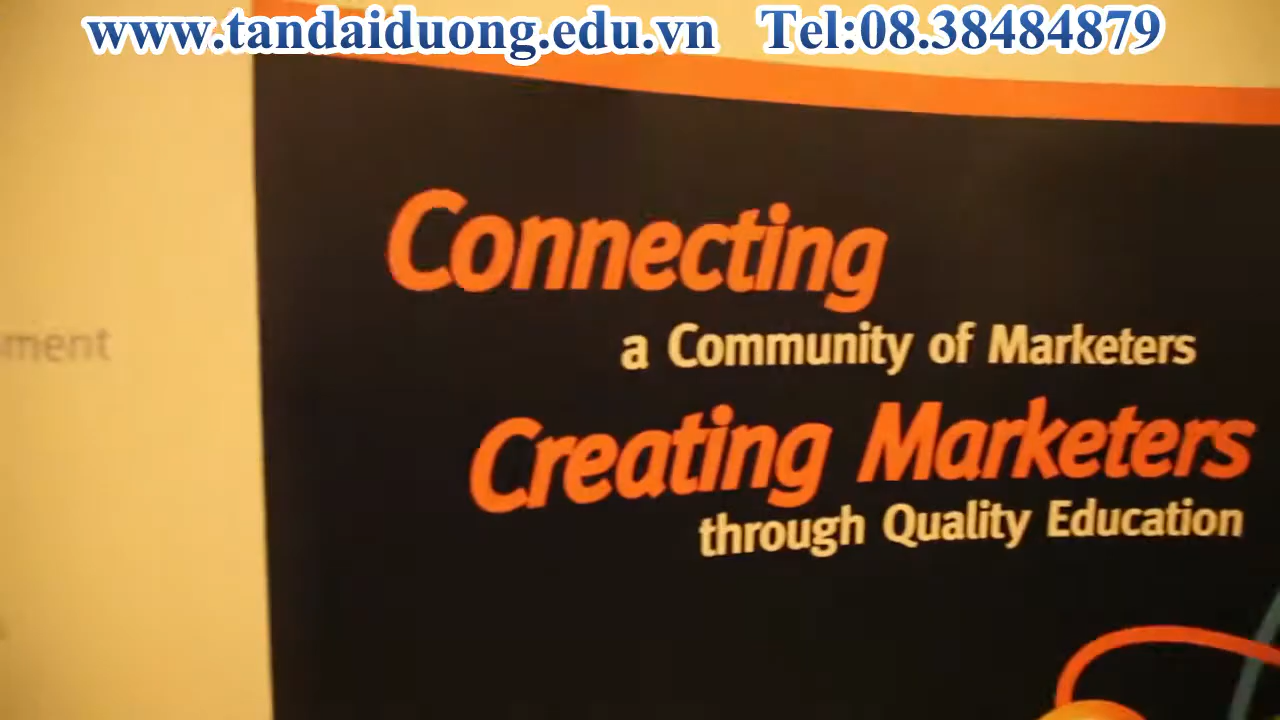 www.tandaiduong.edu.vn Tel:08.38484879
Connecting
a Community of Marketers
Creating Marketers
through Quality Education